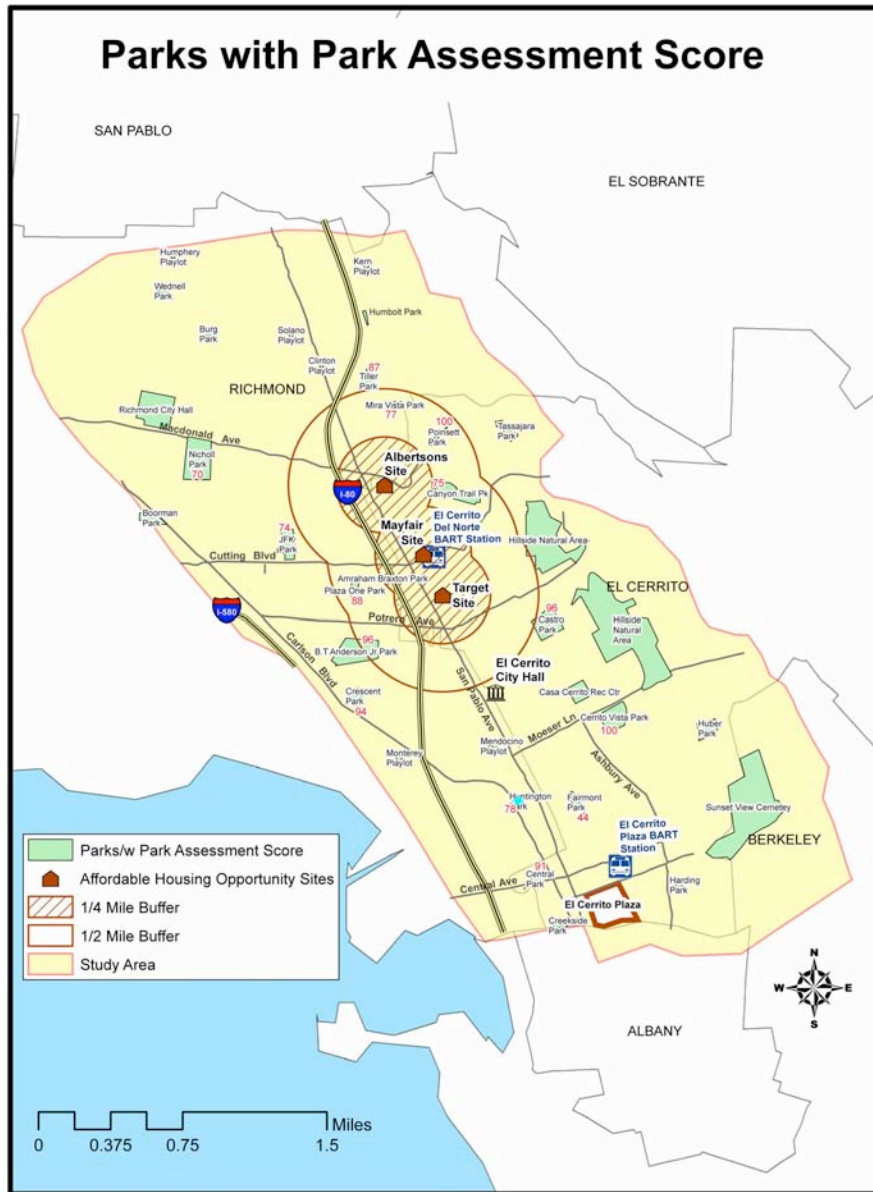 Parks with Park Assessment Score
SAN PABLO
EL SOBRANTE
Humphery
Playlot
Kern
Playlot
Wednell
Park
Humbolt Park
Burg
Park
Solano
Playlot
Clinton
Playlot
87
Tiller
Park
RICHMOND
Mira Vista Park
77
100
Poinsett
Park
Tassajara
Park
Richmond City Hall
Macdonald Ave
Albertsons
Site
Nicholl
Park
70
I-80
75
Canyon Trail Pk
Boorman
Park
74
JFK
Park
Mayfair
Site
El Cerrito
Del Norte
BART Station
Hillside Natural Area
Cutting Blvd
Amraham Braxton Park
Plaza One Park
88
Target
Site
EL CERRITO
I-580
Potrero Ave
96
Castro
Park
Hillside
Natural
Area
Carlson Blvd
96
B.T Anderson Jr Park
San Pablo Ave
El Cerrito
City Hall
Crescent
Park
94
Casa Cerrito Rec Ctr
Moeser Ln
Cerrito Vista Park
100
Huber
Park
Monterey
Playlot
Mendocino
Playlot
Ashbury Ave
Huntington
Park
78
Fairmont
Park
44
Sunset View Cemetey
BERKELEY
El Cerrito
Plaza BART
Station
91
Central
Park
Central Ave
Harding
Park
El Cerrito Plaza
Creekside
Park
ALBANY
Parks/w Park Assessment Score
Affordable Housing Opportunity Sites
1/4 Mile Buffer
1/2 Mile Buffer
Study Area
N
W
E
S
Miles
0
0.375
0.75
1.5